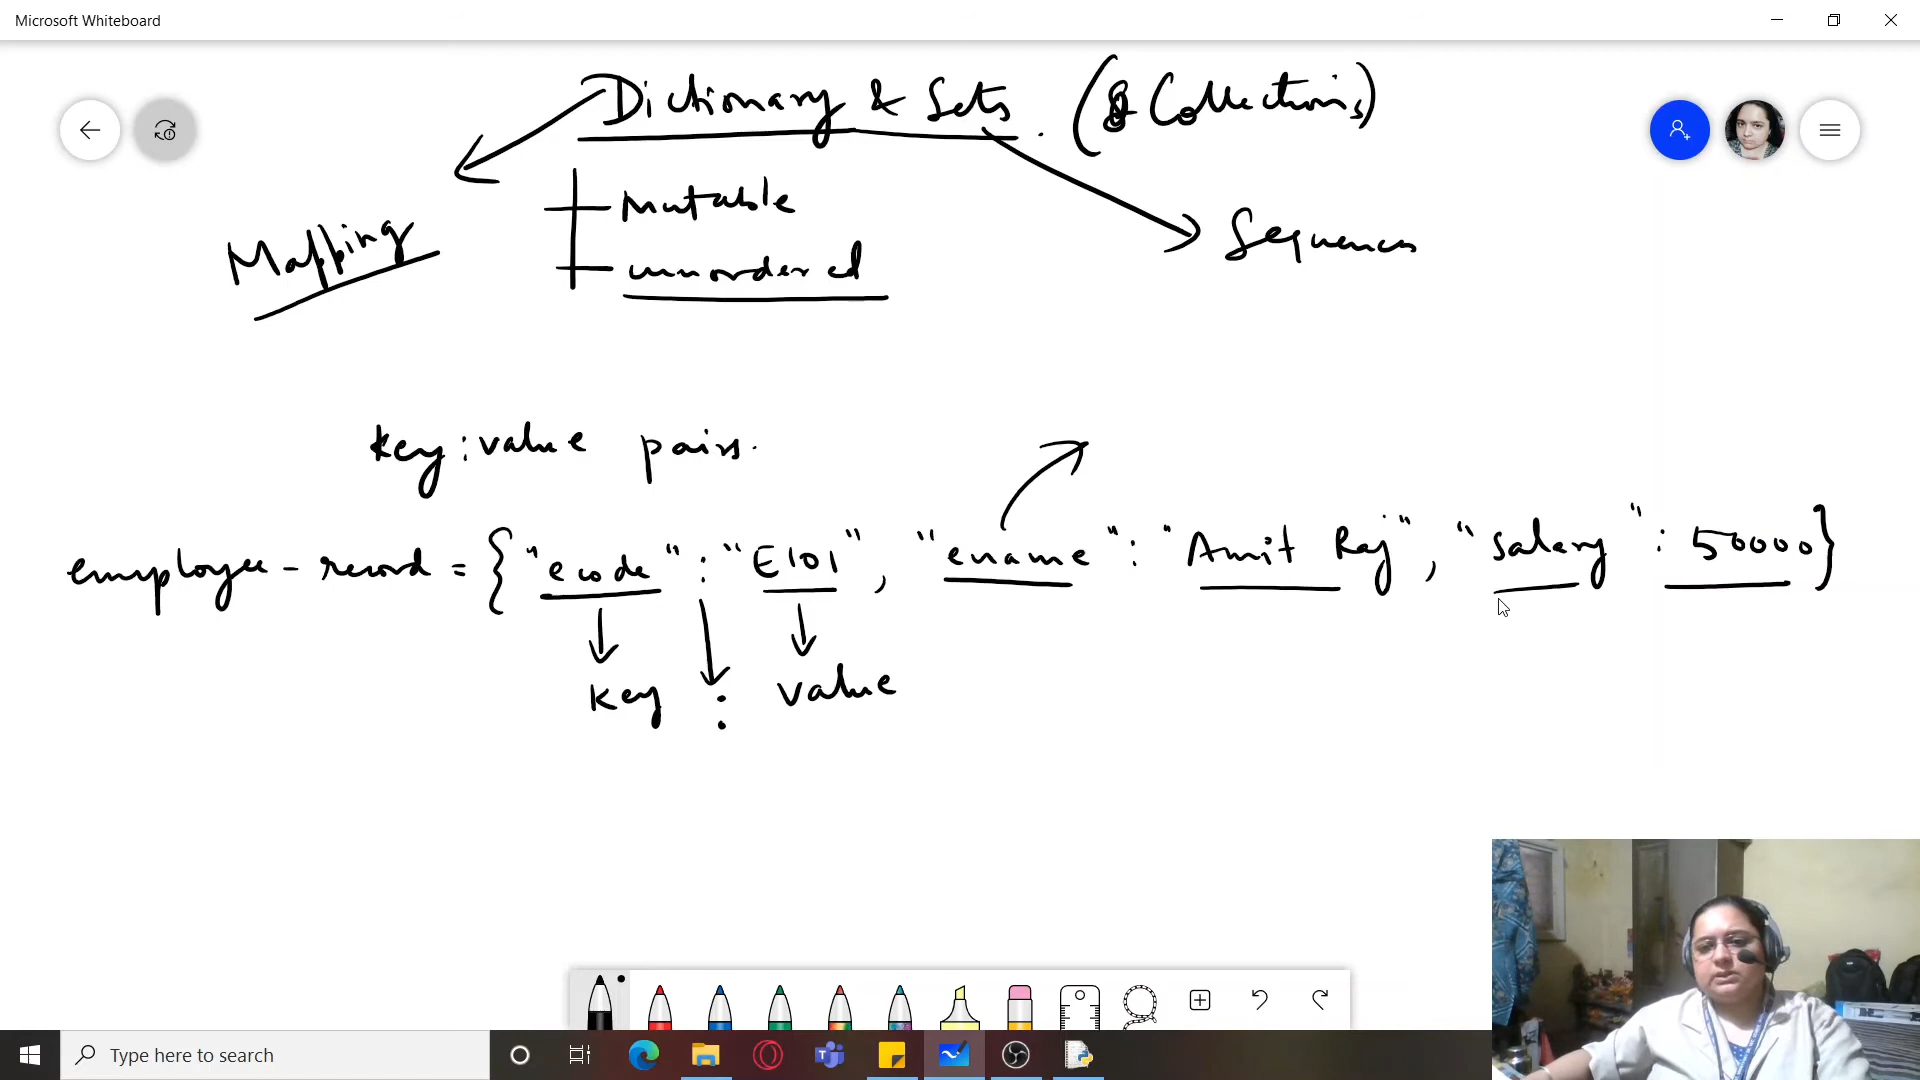 Microsoft Whiteboard
Dictionary & Sets. (Collections)
Mutable
Mapping
unordered
Sequences
key : value pairs.
employee - record = { "ecode" : "E101", "ename" : "Amit Raj", "salary" : 50000}
key : value
Type here to search